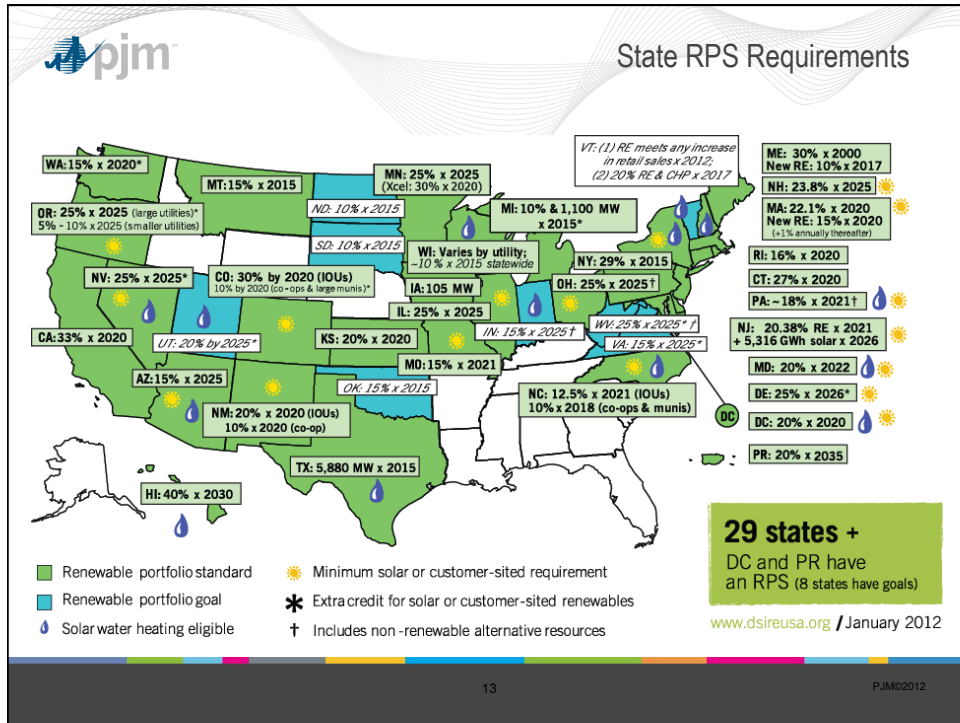 pjm™
State RPS Requirements
WA: 15% x 2020*
MT: 15% x 2015
MN: 25% x 2025
(Xcel: 30% x 2020)
VT: (1) RE meets any increase
in retail sales x 2012;
(2) 20% RE & CHP x 2017
ME: 30% x 2000
New RE: 10% x 2017
NH: 23.8% x 2025
MA: 22.1% x 2020
New RE: 15% x 2020
(+1% annually thereafter)
OR: 25% x 2025 (large utilities)*
5% - 10% x 2025 (smaller utilities)
ND: 10% x 2015
MI: 10% & 1,100 MW
x 2015*
SD: 10% x 2015
WI: Varies by utility;
~10 % x 2015 statewide
NY: 29% x 2015
RI: 16% x 2020
NV: 25% x 2025*
CO: 30% by 2020 (IOUs)
10% by 2020 (co-ops & large munis)*
IA: 105 MW
OH: 25% x 2025†
CT: 27% x 2020
PA: ~18% x 2021†
IL: 25% x 2025
CA: 33% x 2020
UT: 20% by 2025*
KS: 20% x 2020
IN: 15% x 2025†
WV: 25% x 2025* †
VA: 15% x 2025*
NJ: 20.38% RE x 2021
+ 5,316 GWh solar x 2026
MO: 15% x 2021
MD: 20% x 2022
AZ: 15% x 2025
OK: 15% x 2015
NC: 12.5% x 2021 (IOUs)
10% x 2018 (co-ops & munis)
DE: 25% x 2026*
NM: 20% x 2020 (IOUs)
10% x 2020 (co-op)
DC
DC: 20% x 2020
PR: 20% x 2035
TX: 5,880 MW x 2015
HI: 40% x 2030
29 states +
DC and PR have
an RPS (8 states have goals)
www.dsireusa.org / January 2012
Renewable portfolio standard
Renewable portfolio goal
Solar water heating eligible
Minimum solar or customer-sited requirement
* Extra credit for solar or customer-sited renewables
† Includes non -renewable alternative resources
13
PJM©2012